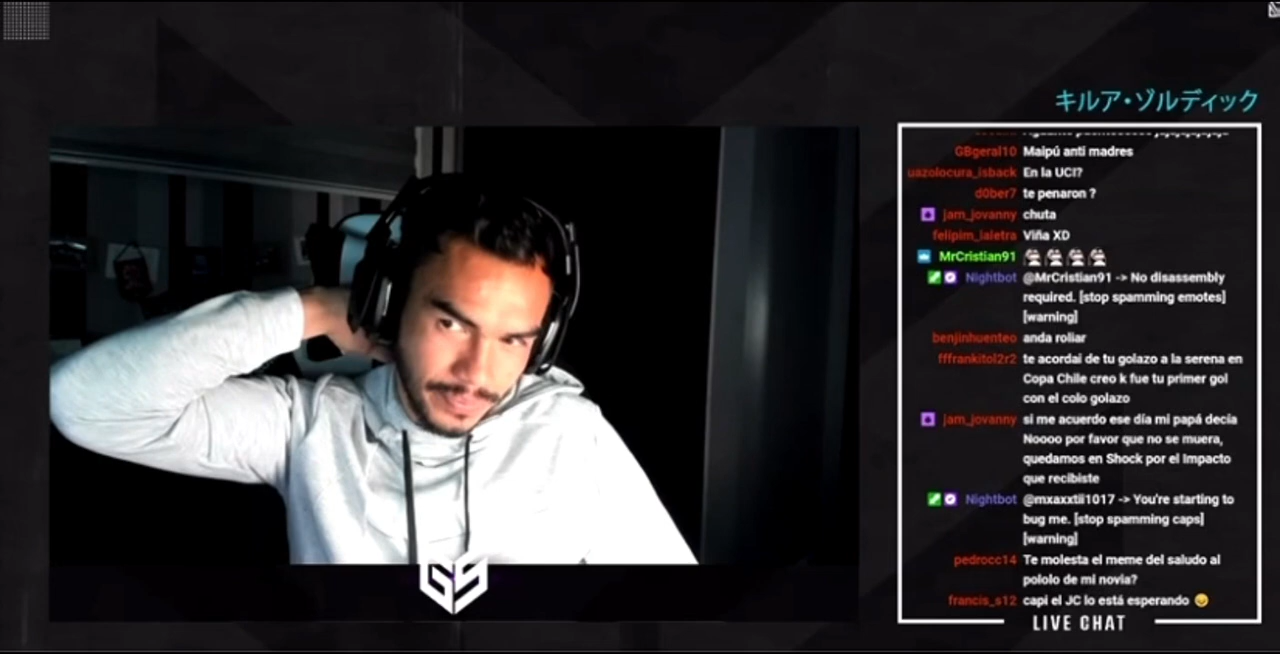 キルア・ゾルディック
GBgeral10 Maipú anti madres
uazolocura_isback En la UCI?
d0ber7 te penaron ?
jam_jovanny chuta
felipim_laletra Viña XD
MrCristian91
Nightbot @MrCristian91 -> No disassembly
required. [stop spamming emotes]
[warning]
benjinhuenteo anda roliar
fffrankitol2r2 te acordai de tu golazo a la serena en
Copa Chile creo k fue tu primer gol
con el colo golazo
jam_jovanny si me acuerdo ese día mi papá decía
Noooo por favor que no se muera,
quedamos en Shock por el Impacto
que recibiste
Nightbot @mxaxxtii1017 -> You're starting to
bug me. [stop spamming caps]
[warning]
pedrocc14 Te molesta el meme del saludo al
pololo de mi novia?
francis_s12 capi el JC lo está esperando
GS
LIVE CHAT